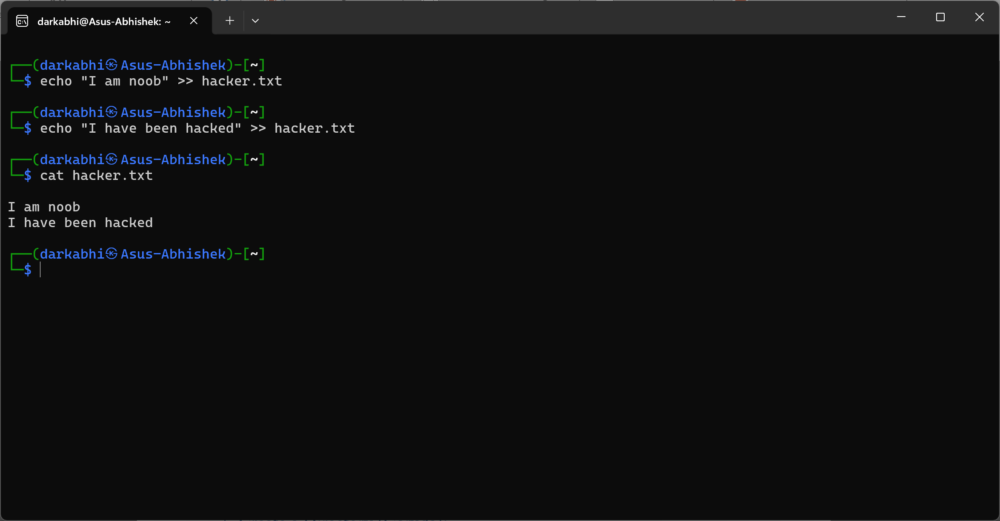 darkabhi@Asus-Abhishek: ~
┌──(darkabhi㉿Asus-Abhishek)-[~]
└─$ echo "I am noob" >> hacker.txt
┌──(darkabhi㉿Asus-Abhishek)-[~]
└─$ echo "I have been hacked" >> hacker.txt
┌──(darkabhi㉿Asus-Abhishek)-[~]
└─$ cat hacker.txt
I am noob
I have been hacked
┌──(darkabhi㉿Asus-Abhishek)-[~]
└─$